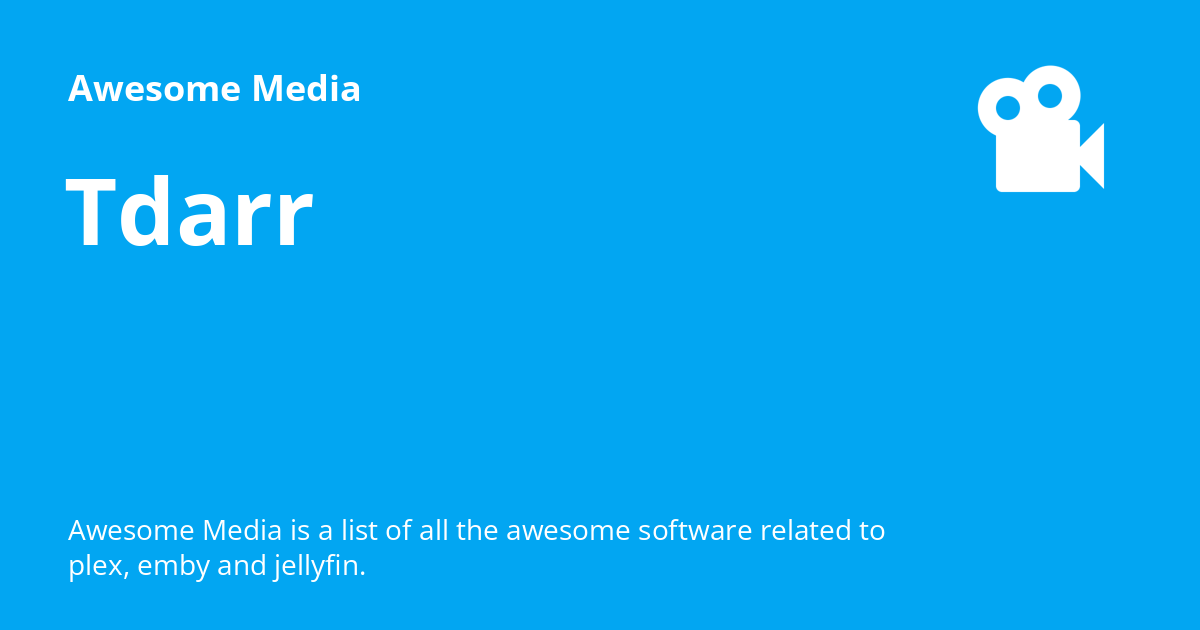 Awesome Media
Tdarr
Awesome Media is a list of all the awesome software related to
plex, emby and jellyfin.